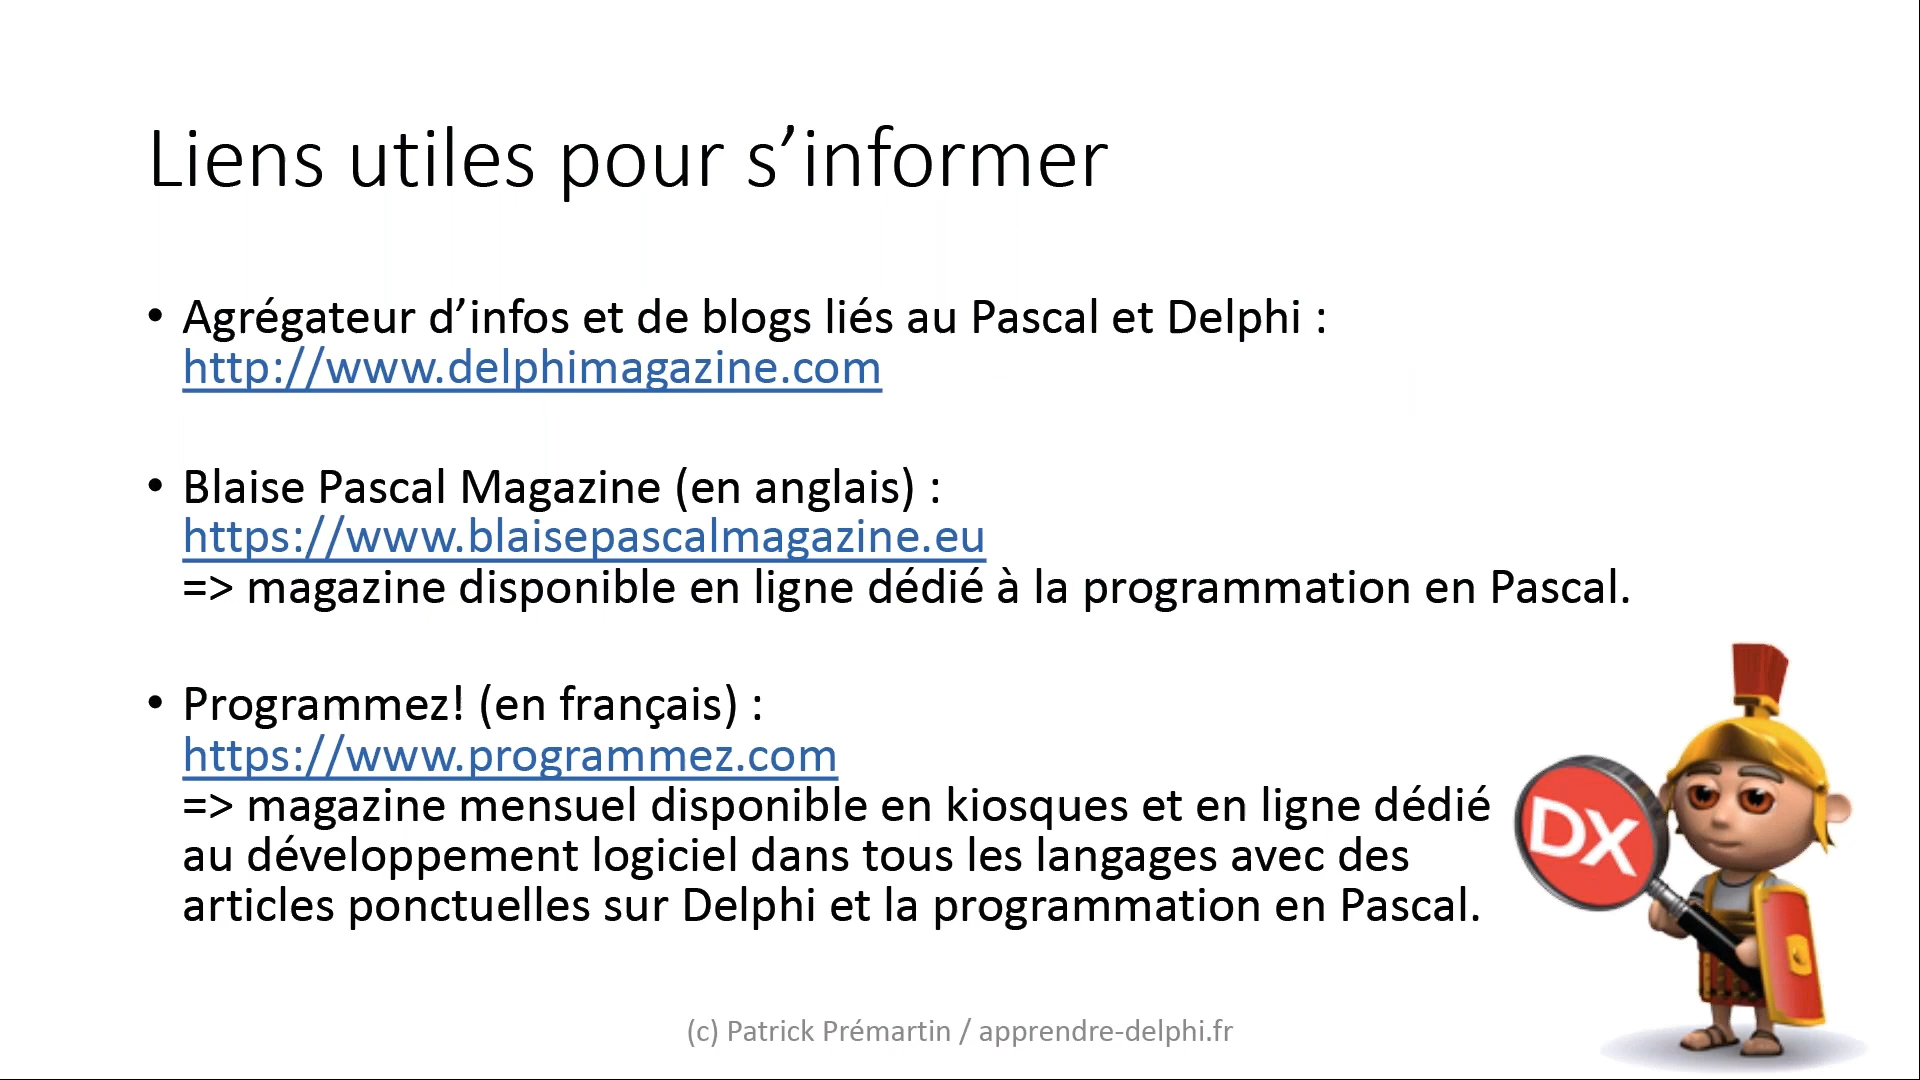 Liens utiles pour s’informer
• Agrégateur d’infos et de blogs liés au Pascal et Delphi :
http://www.delphimagazine.com
• Blaise Pascal Magazine (en anglais) :
https://www.blaisepascalmagazine.eu
=> magazine disponible en ligne dédié à la programmation en Pascal.
• Programmez! (en français) :
https://www.programmez.com
=> magazine mensuel disponible en kiosques et en ligne dédié
au développement logiciel dans tous les langages avec des
articles ponctuelles sur Delphi et la programmation en Pascal.
DX
(c) Patrick Prémartin / apprendre-delphi.fr